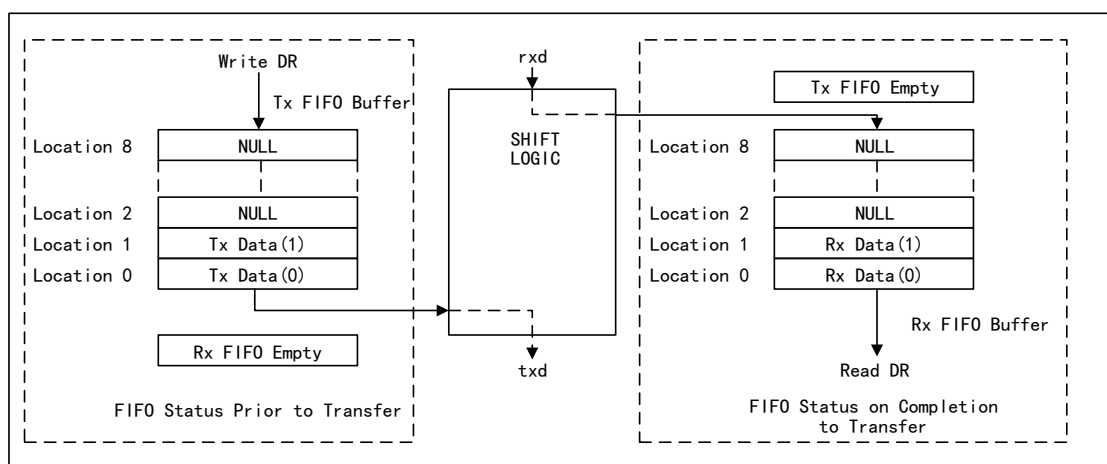 Write DR
Tx FIFO Buffer
Location 8
NULL
Location 2
NULL
Location 1
Tx Data(1)
Location 0
Tx Data(0)
Rx FIFO Empty
FIFO Status Prior to Transfer
rxd
SHIFT
LOGIC
txd
Tx FIFO Empty
Location 8
NULL
Location 2
NULL
Location 1
Rx Data(1)
Location 0
Rx Data(0)
Rx FIFO Buffer
Read DR
FIFO Status on Completion
to Transfer